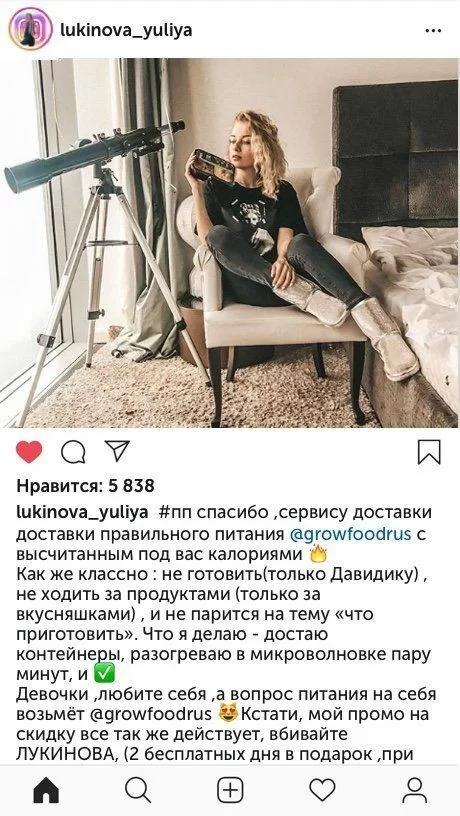 lukinova_yuliya
Нравится: 5 838
lukinova_yuliya #пп спасибо ,сервису доставки
доставки правильного питания @growfoodrus с
высчитанным под вас калориями 🔥
Как же классно : не готовить(только Давидику) ,
не ходить за продуктами (только за
вкусняшками) , и не парится на тему «что
приготовить». Что я делаю - достаю
контейнеры, разогреваю в микроволновке пару
минут, и ✅
Девочки ,любите себя ,а вопрос питания на себя
возьмёт @growfoodrus 😻Кстати, мой промо на
скидку все так же действует, вбивайте
ЛУКИНОВА, (2 бесплатных дня в подарок ,при